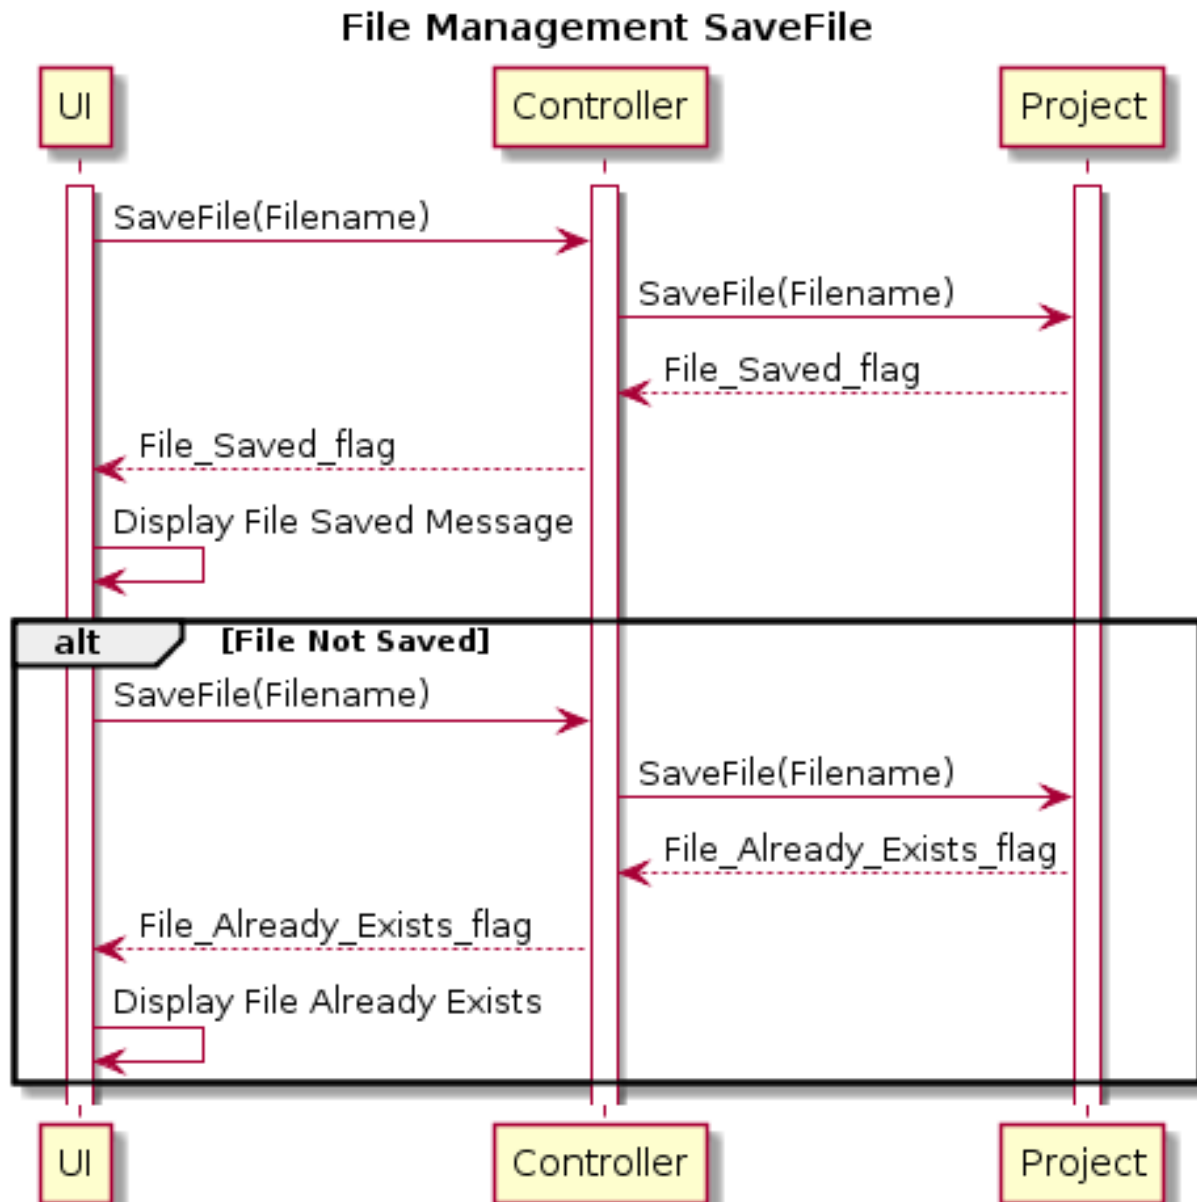 File Management SaveFile
UI
Controller
Project
SaveFile(Filename)
SaveFile(Filename)
File_Saved_flag
File_Saved_flag
Display File Saved Message
alt
[File Not Saved]
SaveFile(Filename)
SaveFile(Filename)
File_Already_Exists_flag
File_Already_Exists_flag
Display File Already Exists
UI
Controller
Project